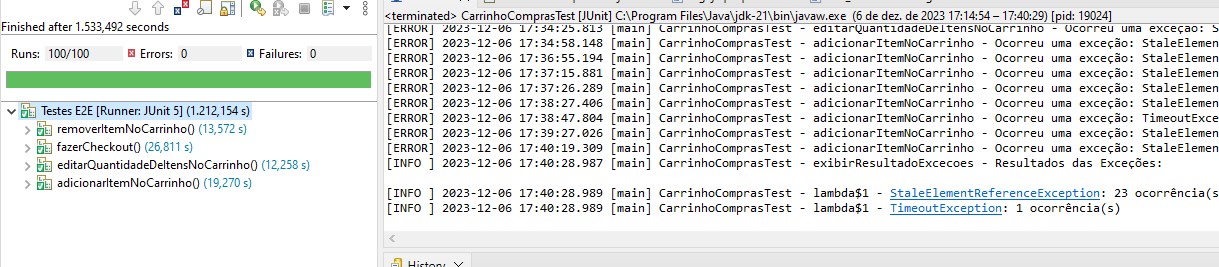 Finished after 1.533,492 seconds
Runs: 100/100 Errors: 0 Failures: 0
Testes E2E [Runner: JUnit 5] (1.212,154 s)
removerItemNoCarrinho() (13,572 s)
fazerCheckout() (26,811 s)
editarQuantidadeDeItensNoCarrinho() (12,258 s)
adicionarItemNoCarrinho() (19,270 s)
<terminated> CarrinhoComprasTest [JUnit] C:\Program Files\Java\jdk-21\bin\javaw.exe (6 de dez. de 2023 17:14:54 – 17:40:29) [pid: 19024]
[ERROR] 2023-12-06 17:34:25.813 [main] CarrinhoComprasTest - editarQuantidadeDeItensNoCarrinho - Ocorreu uma exceção: S
[ERROR] 2023-12-06 17:34:58.148 [main] CarrinhoComprasTest - adicionarItemNoCarrinho - Ocorreu uma exceção: StaleElemen
[ERROR] 2023-12-06 17:36:55.194 [main] CarrinhoComprasTest - adicionarItemNoCarrinho - Ocorreu uma exceção: StaleElemen
[ERROR] 2023-12-06 17:37:15.881 [main] CarrinhoComprasTest - adicionarItemNoCarrinho - Ocorreu uma exceção: StaleElemen
[ERROR] 2023-12-06 17:37:26.289 [main] CarrinhoComprasTest - adicionarItemNoCarrinho - Ocorreu uma exceção: StaleElemen
[ERROR] 2023-12-06 17:38:27.406 [main] CarrinhoComprasTest - adicionarItemNoCarrinho - Ocorreu uma exceção: StaleElemen
[ERROR] 2023-12-06 17:38:47.804 [main] CarrinhoComprasTest - adicionarItemNoCarrinho - Ocorreu uma exceção: TimeoutExce
[ERROR] 2023-12-06 17:39:27.026 [main] CarrinhoComprasTest - adicionarItemNoCarrinho - Ocorreu uma exceção: StaleElemen
[ERROR] 2023-12-06 17:40:19.309 [main] CarrinhoComprasTest - adicionarItemNoCarrinho - Ocorreu uma exceção: StaleElemen
[INFO ] 2023-12-06 17:40:28.987 [main] CarrinhoComprasTest - exibirResultadoExcecoes - Resultados das Exceções:
[INFO ] 2023-12-06 17:40:28.989 [main] CarrinhoComprasTest - lambda$1 - StaleElementReferenceException: 23 ocorrência(s
[INFO ] 2023-12-06 17:40:28.989 [main] CarrinhoComprasTest - lambda$1 - TimeoutException: 1 ocorrência(s)
History